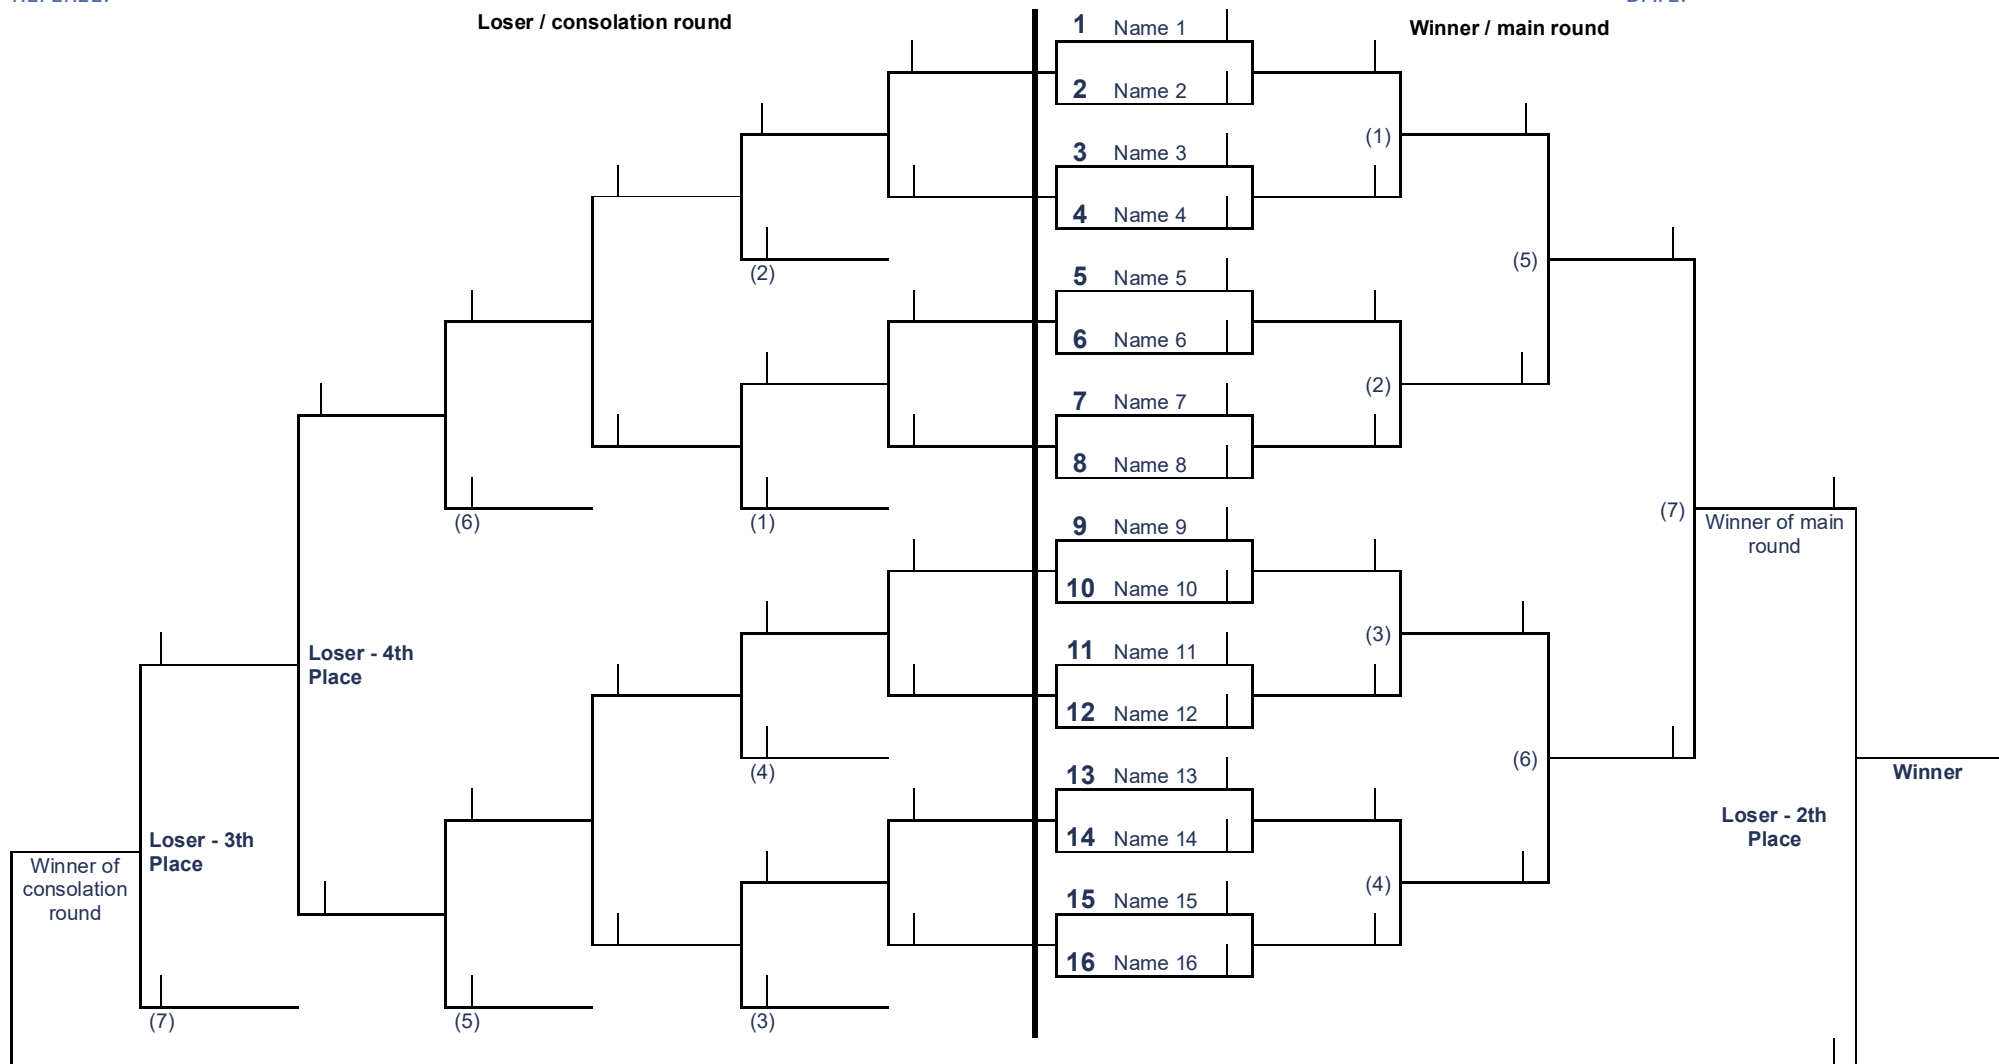 Loser / consolation round
Winner / main round
1 Name 1
2 Name 2
(1)
3 Name 3
4 Name 4
(2)
(5)
5 Name 5
6 Name 6
(2)
7 Name 7
8 Name 8
(6)
(1)
(7)
Winner of main
round
9 Name 9
10 Name 10
(3)
11 Name 11
Loser - 4th
Place
12 Name 12
(4)
(6)
13 Name 13
Winner
Loser - 2th
Place
14 Name 14
Loser - 3th
Place
Winner of
consolation
round
(4)
15 Name 15
16 Name 16
(7)
(5)
(3)